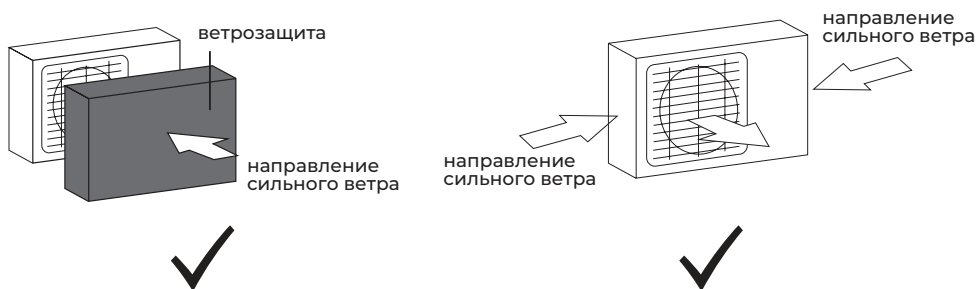 ветрозащита
направление
сильного ветра
направление
сильного ветра
направление
сильного ветра